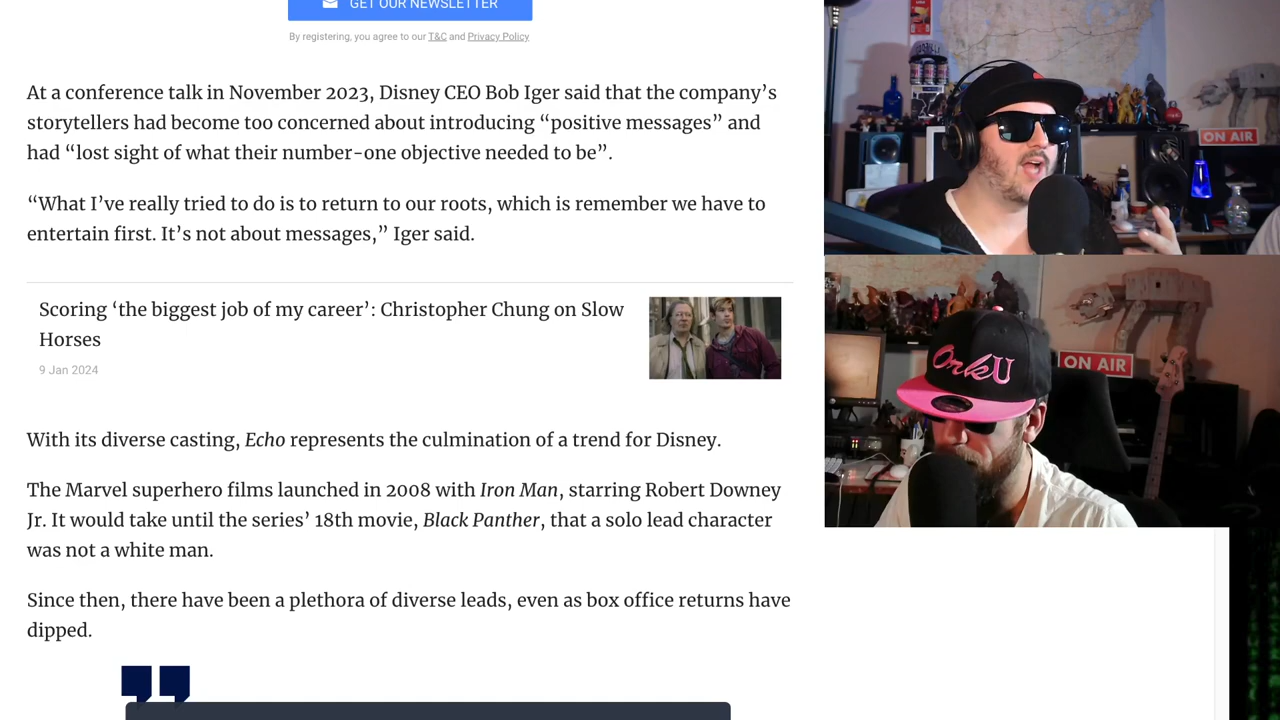 GET OUR NEWSLETTER
By registering, you agree to our T&C and Privacy Policy
At a conference talk in November 2023, Disney CEO Bob Iger said that the company’s
storytellers had become too concerned about introducing “positive messages” and
had “lost sight of what their number-one objective needed to be”.
“What I’ve really tried to do is to return to our roots, which is remember we have to
entertain first. It’s not about messages,” Iger said.
Scoring ‘the biggest job of my career’: Christopher Chung on Slow
Horses
9 Jan 2024
With its diverse casting, Echo represents the culmination of a trend for Disney.
The Marvel superhero films launched in 2008 with Iron Man, starring Robert Downey
Jr. It would take until the series’ 18th movie, Black Panther, that a solo lead character
was not a white man.
Since then, there have been a plethora of diverse leads, even as box office returns have
dipped.
ON AIR
OrkU
ON AIR